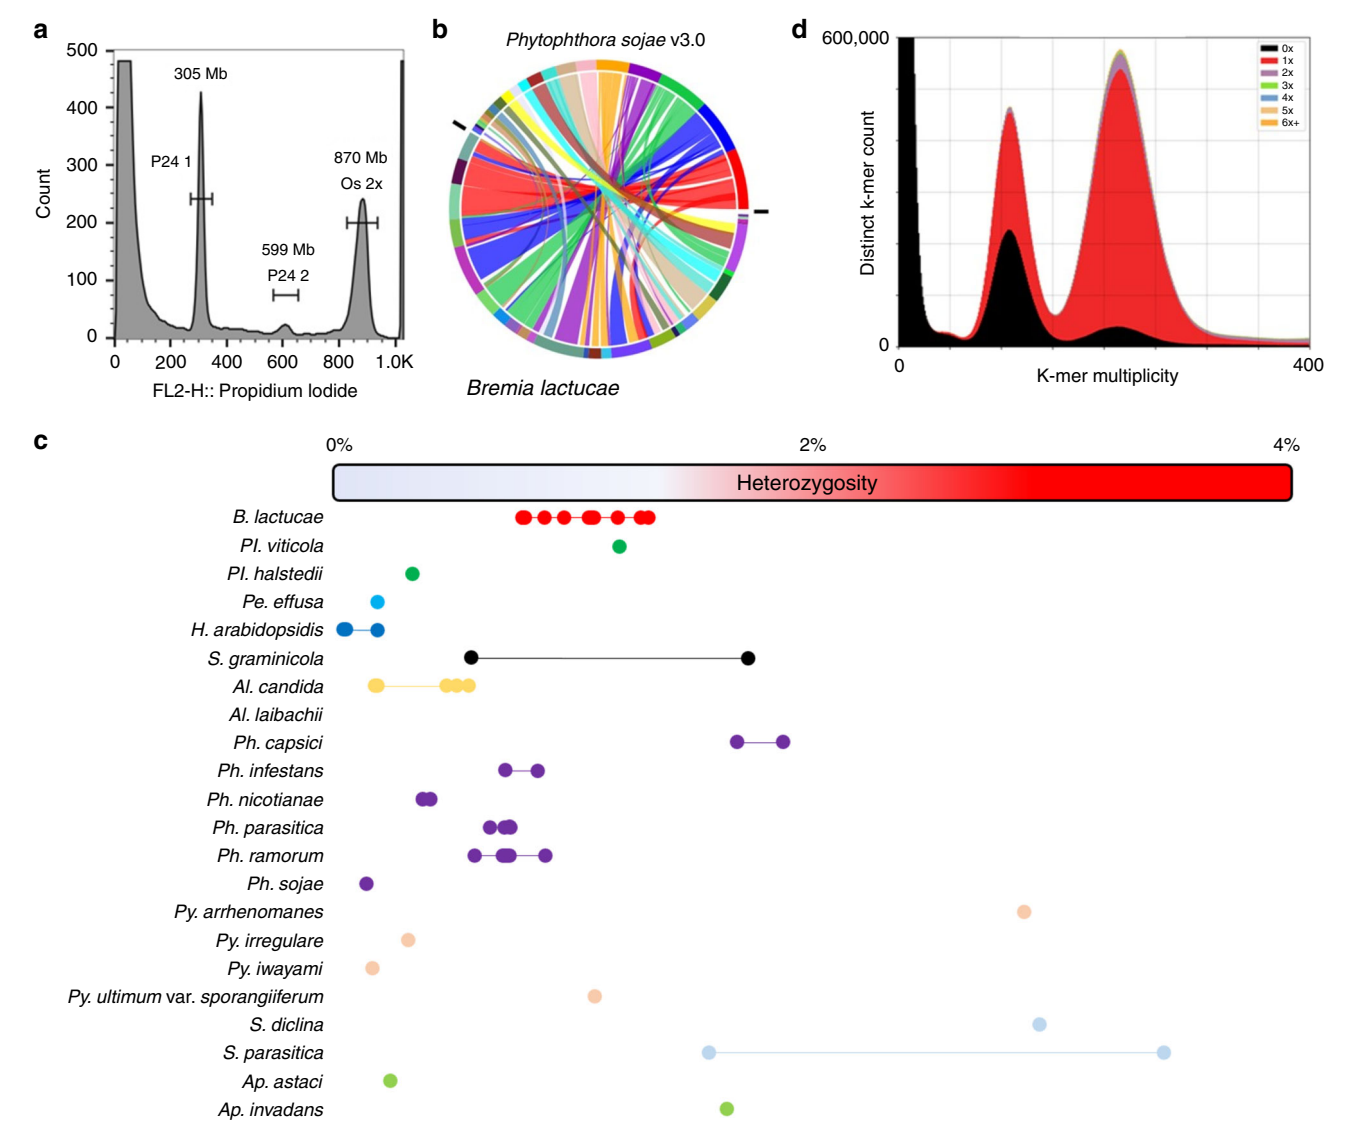 a
500
400
300
200
100
0
Count
305 Mb
P24 1
599 Mb
P24 2
870 Mb
Os 2x
0
200
400
600
800
1.0K
FL2-H:: Propidium Iodide
b
Phytophthora sojae v3.0
Bremia lactucae
d
600,000
0
Distinct k-mer count
0x
1x
2x
3x
4x
5x
6x+
0
400
K-mer multiplicity
c
0%
2%
4%
Heterozygosity
B. lactucae
PI. viticola
PI. halstedii
Pe. effusa
H. arabidopsidis
S. graminicola
Al. candida
Al. laibachii
Ph. capsici
Ph. infestans
Ph. nicotianae
Ph. parasitica
Ph. ramorum
Ph. sojae
Py. arrhenomanes
Py. irregulare
Py. iwayami
Py. ultimum var. sporangiiferum
S. diclina
S. parasitica
Ap. astaci
Ap. invadans